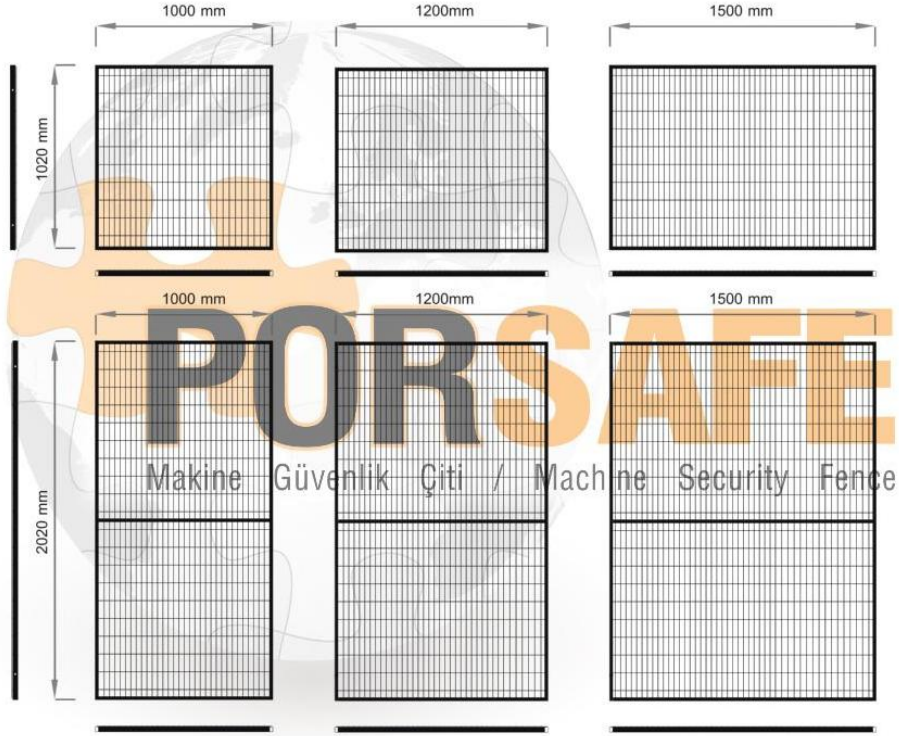 1000 mm
1200mm
1500 mm
1020 mm
1000 mm
1200mm
1500 mm
PORSAFE
Makine Güvenlik Çiti / Machine Security Fence
2020 mm